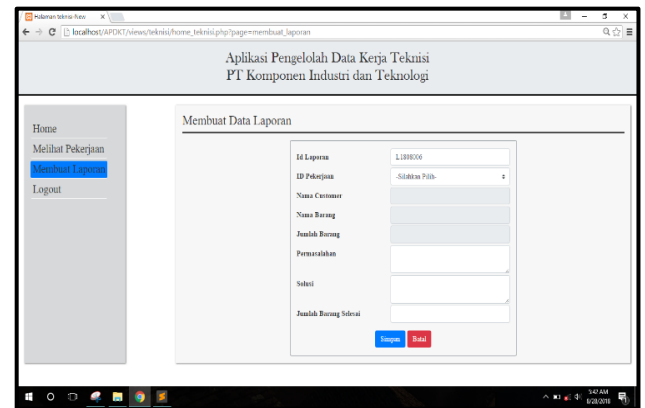 Halaman teknisi-New
localhost/APDKT/views/teknisi/home_teknisi.php?page=membuat_laporan
Aplikasi Pengelolah Data Kerja Teknisi
PT Komponen Industri dan Teknologi
Home
Melihat Pekerjaan
Membuat Laporan
Logout
Membuat Data Laporan
Id Laporan
L1808006
ID Pekerjaan
-Silahkan Pilih-
Nama Customer
Nama Barang
Jumlah Barang
Permasalahan
Solusi
Jumlah Barang Selesai
Simpan Batal
3:42 AM
8/28/2018